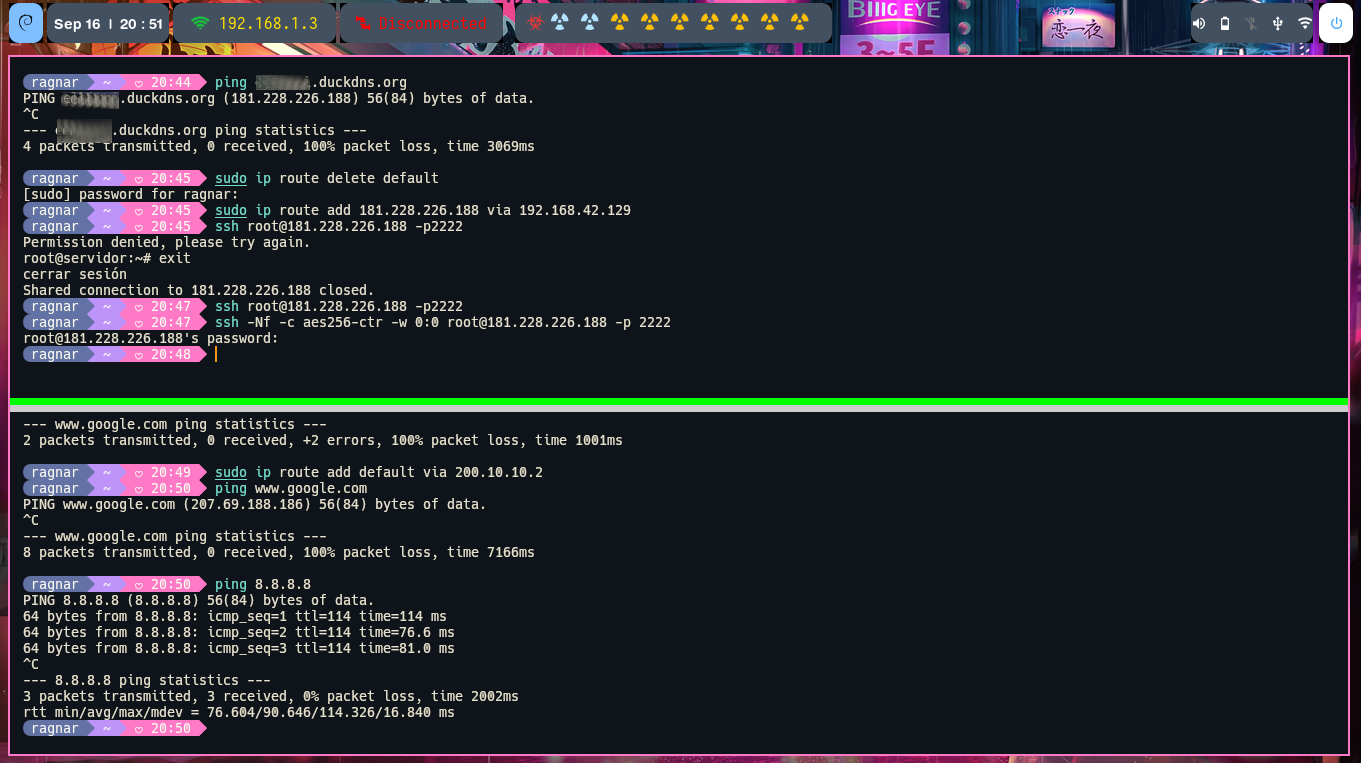 Sep 16 | 20:51
192.168.1.3
Disconnected
BIIIG EYE
3~5F
スナック
恋一夜
ragnar ~ ♡ 20:44 ping .duckdns.org
PING .duckdns.org (181.228.226.188) 56(84) bytes of data.
^C
--- .duckdns.org ping statistics ---
4 packets transmitted, 0 received, 100% packet loss, time 3069ms
ragnar ~ ♡ 20:45 sudo ip route delete default
[sudo] password for ragnar:
ragnar ~ ♡ 20:45 sudo ip route add 181.228.226.188 via 192.168.42.129
ragnar ~ ♡ 20:45 ssh root@181.228.226.188 -p2222
Permission denied, please try again.
root@servidor:~# exit
cerrar sesión
Shared connection to 181.228.226.188 closed.
ragnar ~ ♡ 20:47 ssh root@181.228.226.188 -p2222
ragnar ~ ♡ 20:47 ssh -Nf -c aes256-ctr -w 0:0 root@181.228.226.188 -p 2222
root@181.228.226.188's password:
ragnar ~ ♡ 20:48
--- www.google.com ping statistics ---
2 packets transmitted, 0 received, +2 errors, 100% packet loss, time 1001ms
ragnar ~ ♡ 20:49 sudo ip route add default via 200.10.10.2
ragnar ~ ♡ 20:50 ping www.google.com
PING www.google.com (207.69.188.186) 56(84) bytes of data.
^C
--- www.google.com ping statistics ---
8 packets transmitted, 0 received, 100% packet loss, time 7166ms
ragnar ~ ♡ 20:50 ping 8.8.8.8
PING 8.8.8.8 (8.8.8.8) 56(84) bytes of data.
64 bytes from 8.8.8.8: icmp_seq=1 ttl=114 time=114 ms
64 bytes from 8.8.8.8: icmp_seq=2 ttl=114 time=76.6 ms
64 bytes from 8.8.8.8: icmp_seq=3 ttl=114 time=81.0 ms
^C
--- 8.8.8.8 ping statistics ---
3 packets transmitted, 3 received, 0% packet loss, time 2002ms
rtt min/avg/max/mdev = 76.604/90.646/114.326/16.840 ms
ragnar ~ ♡ 20:50